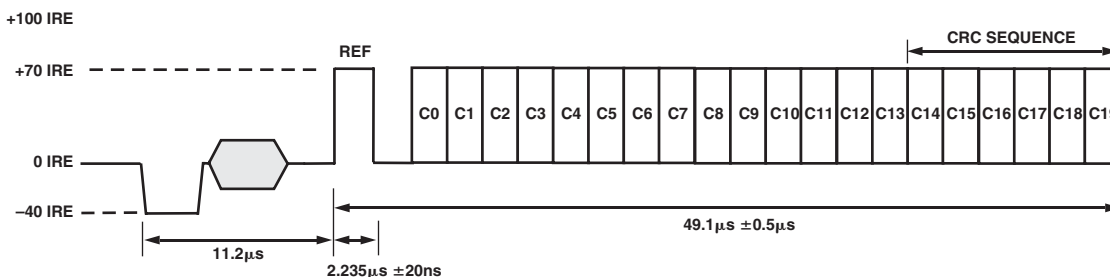 +100 IRE
REF
CRC SEQUENCE
+70 IRE
C0 C1 C2 C3 C4 C5 C6 C7 C8 C9 C10 C11 C12 C13 C14 C15 C16 C17 C18 C19
0 IRE
–40 IRE
49.1μs ±0.5μs
11.2μs
2.235μs ±20ns